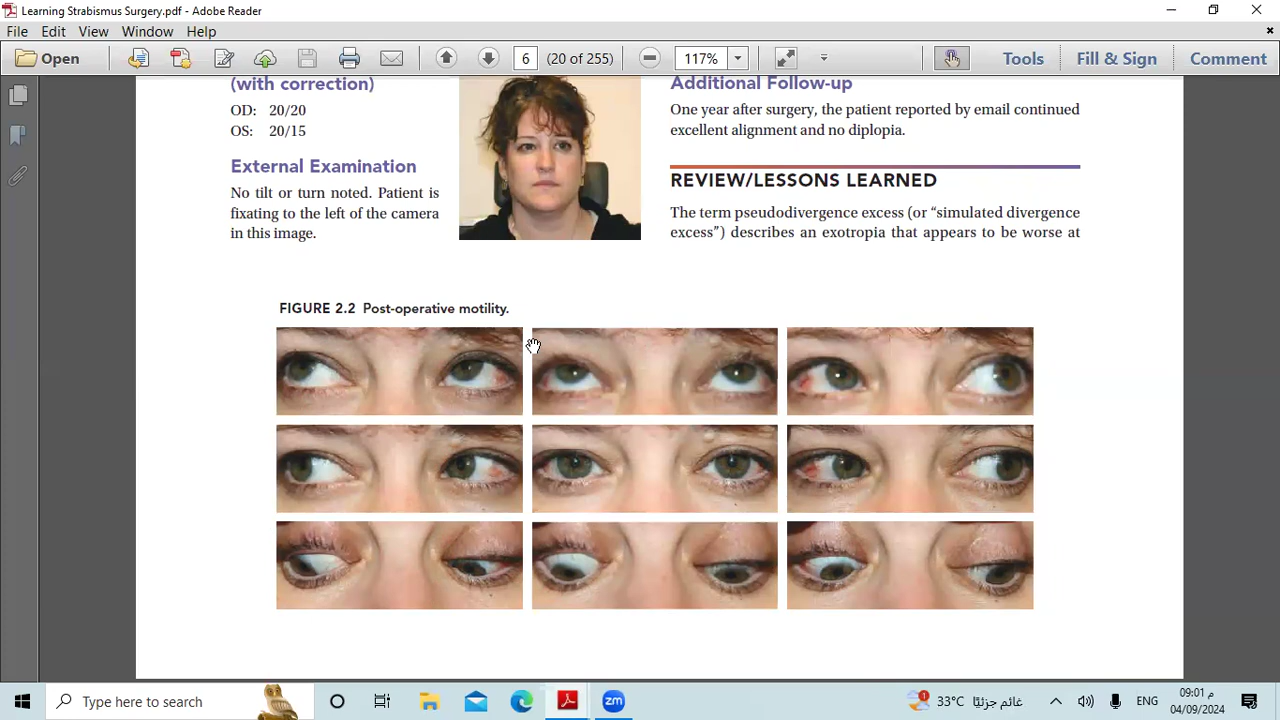 Learning Strabismus Surgery.pdf - Adobe Reader
File Edit View Window Help
Open 6 (20 of 255) 117% Tools Fill & Sign Comment
(with correction)
OD: 20/20
OS: 20/15
External Examination
No tilt or turn noted. Patient is
fixating to the left of the camera
in this image.
Additional Follow-up
One year after surgery, the patient reported by email continued
excellent alignment and no diplopia.
REVIEW/LESSONS LEARNED
The term pseudodivergence excess (or “simulated divergence
excess”) describes an exotropia that appears to be worse at
FIGURE 2.2 Post-operative motility.
Type here to search
zm
1
33°C غائم جزئيًا
ENG
09:01 م
04/09/2024